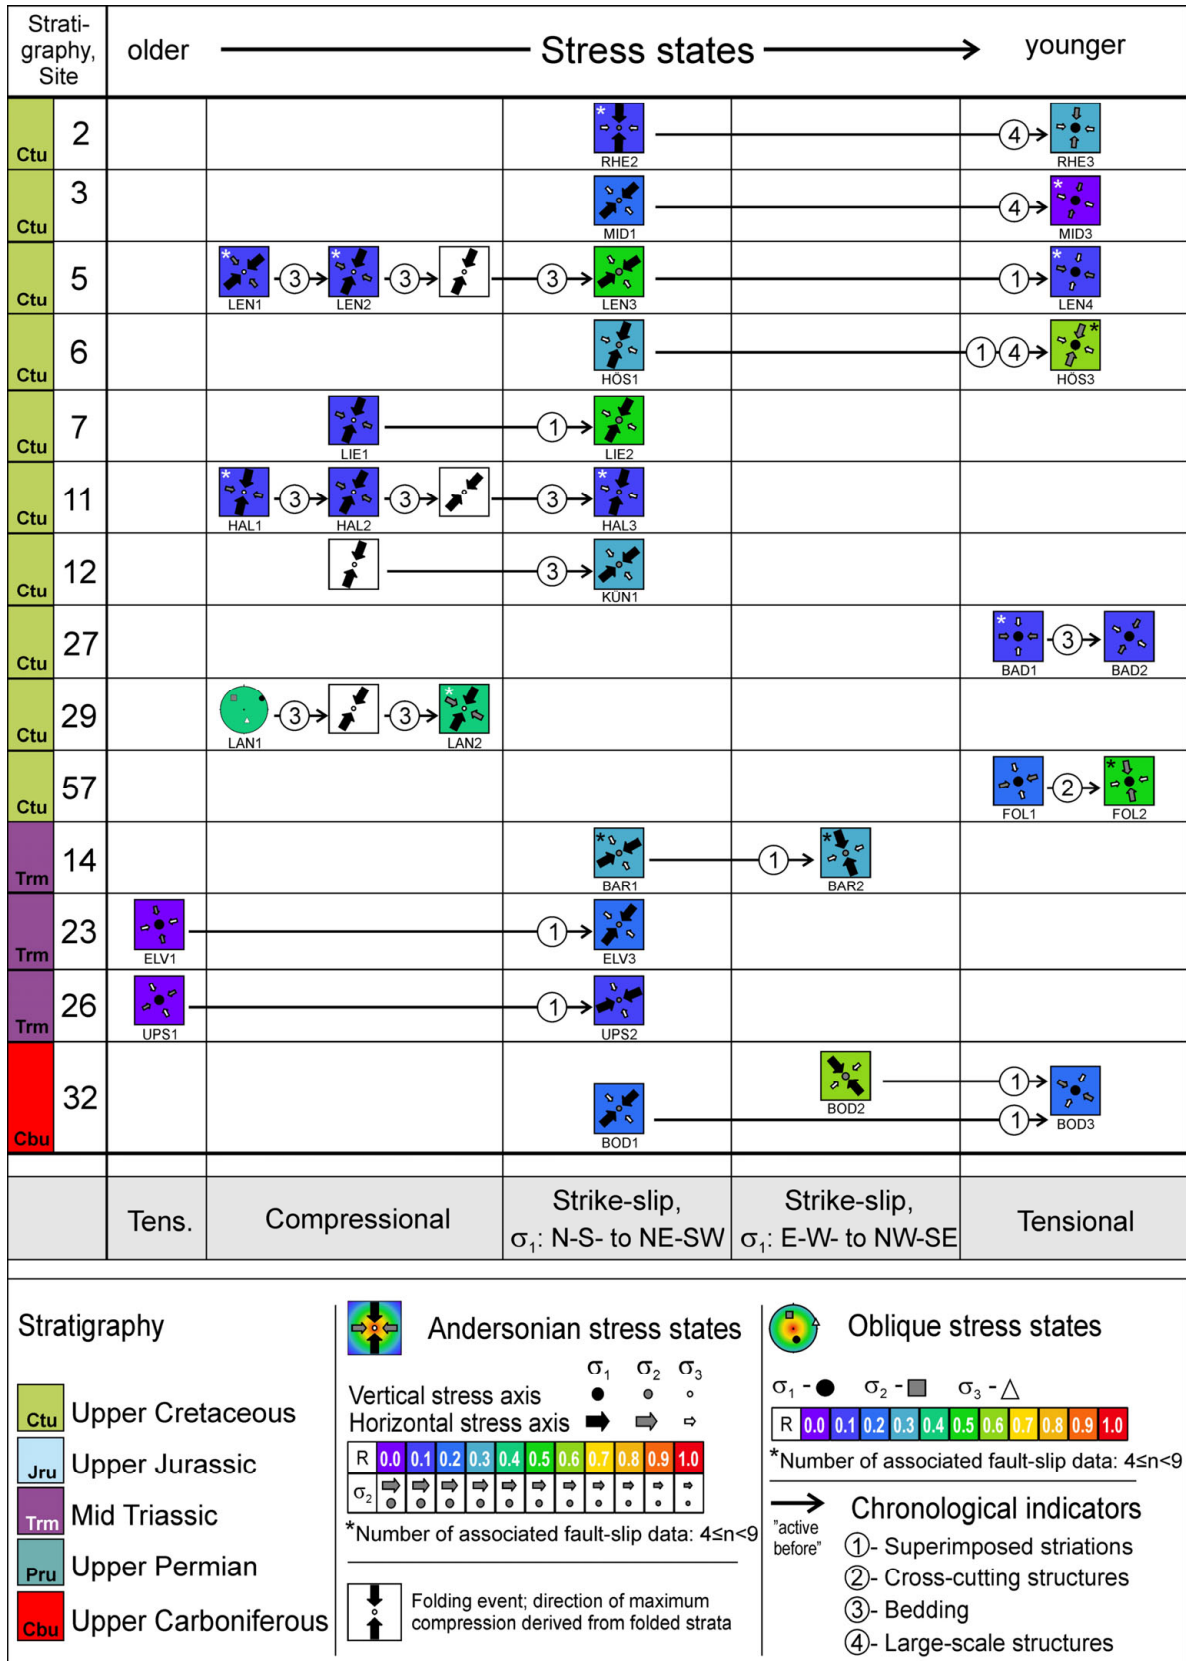 Strati-
graphy,
Site
older
Stress states
younger
Ctu 2 * RHE2 4 RHE3
Ctu 3 MID1 4 * MID3
Ctu 5 * LEN1 3 * LEN2 3 3 LEN3 1 * LEN4
Ctu 6 HÖS1 1 4 * HÖS3
Ctu 7 LIE1 1 LIE2
Ctu 11 * HAL1 3 HAL2 3 3 * HAL3
Ctu 12 3 KÜN1
Ctu 27 * BAD1 3 BAD2
Ctu 29 LAN1 3 3 * LAN2
Ctu 57 FOL1 2 * FOL2
Trm 14 * BAR1 1 * BAR2
Trm 23 ELV1 1 ELV3
Trm 26 UPS1 1 UPS2
Cbu 32 BOD1 BOD2 1 1 BOD3
Tens.
Compressional
Strike-slip,
σ₁: N-S- to NE-SW
Strike-slip,
σ₁: E-W- to NW-SE
Tensional
Stratigraphy
Ctu Upper Cretaceous
Jru Upper Jurassic
Trm Mid Triassic
Pru Upper Permian
Cbu Upper Carboniferous
Andersonian stress states
σ₁ σ₂ σ₃
Vertical stress axis
Horizontal stress axis
R 0.0 0.1 0.2 0.3 0.4 0.5 0.6 0.7 0.8 0.9 1.0
σ₂
*Number of associated fault-slip data: 4≤n<9
Folding event; direction of maximum
compression derived from folded strata
Oblique stress states
σ₁ - σ₂ - σ₃ -
R 0.0 0.1 0.2 0.3 0.4 0.5 0.6 0.7 0.8 0.9 1.0
*Number of associated fault-slip data: 4≤n<9
"active
before"
Chronological indicators
1 - Superimposed striations
2 - Cross-cutting structures
3 - Bedding
4 - Large-scale structures